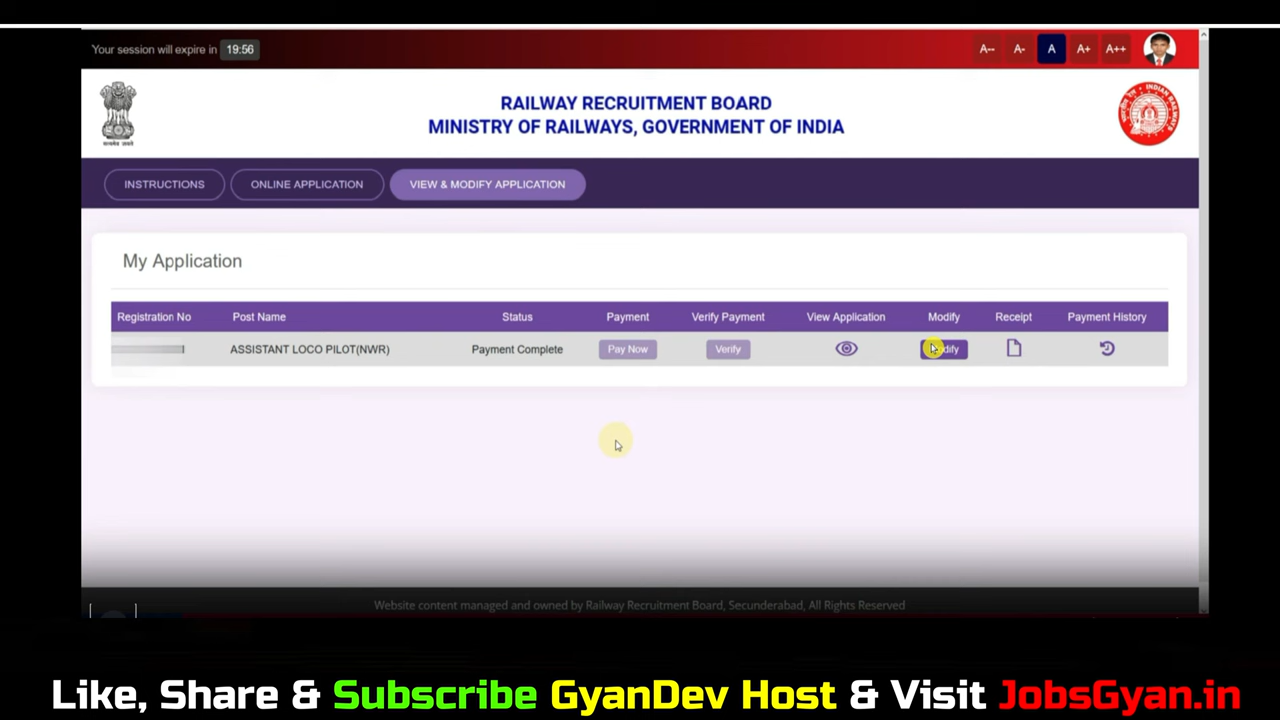 Your session will expire in 19:56
A-- A- A A+ A++
RAILWAY RECRUITMENT BOARD
MINISTRY OF RAILWAYS, GOVERNMENT OF INDIA
INSTRUCTIONS ONLINE APPLICATION VIEW & MODIFY APPLICATION
My Application
Registration No Post Name Status Payment Verify Payment View Application Modify Receipt Payment History
ASSISTANT LOCO PILOT(NWR) Payment Complete Pay Now Verify
Website content managed and owned by Railway Recruitment Board, Secunderabad, All Rights Reserved
Like, Share & Subscribe GyanDev Host & Visit JobsGyan.in